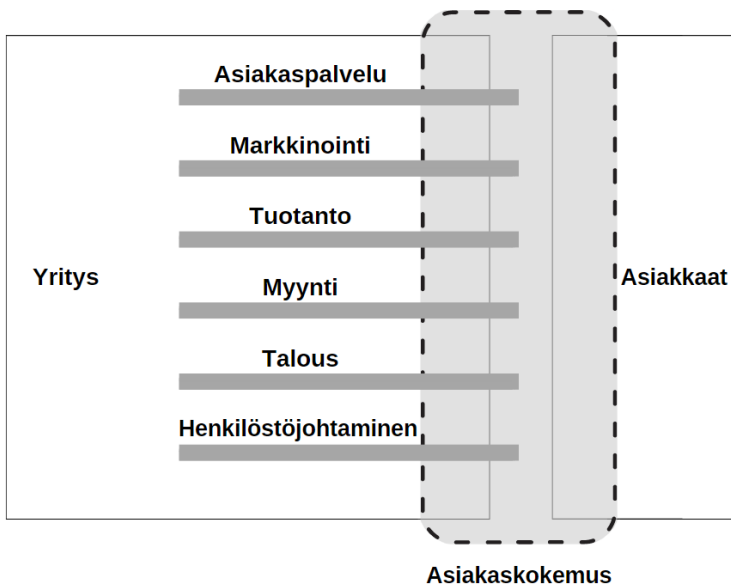 Asiakaspalvelu
Markkinointi
Tuotanto
Yritys
Asiakkaat
Myynti
Talous
Henkilöstöjohtaminen
Asiakaskokemus